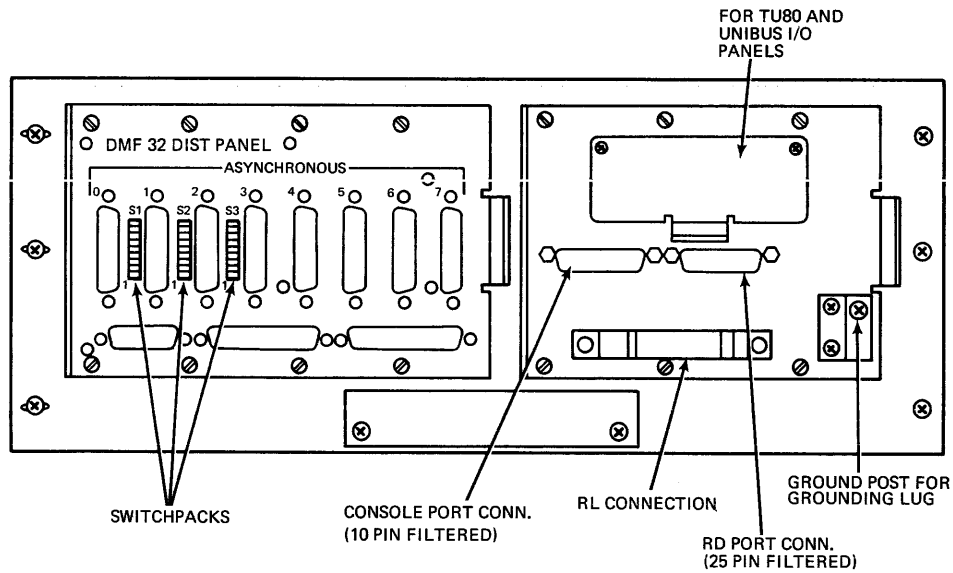 FOR TU80 AND
UNIBUS I/O
PANELS
DMF 32 DIST PANEL
ASYNCHRONOUS
0 1 2 3 4 5 6 7
S1 S2 S3
1 1 1
SWITCHPACKS
CONSOLE PORT CONN.
(10 PIN FILTERED)
RL CONNECTION
RD PORT CONN.
(25 PIN FILTERED)
GROUND POST FOR
GROUNDING LUG